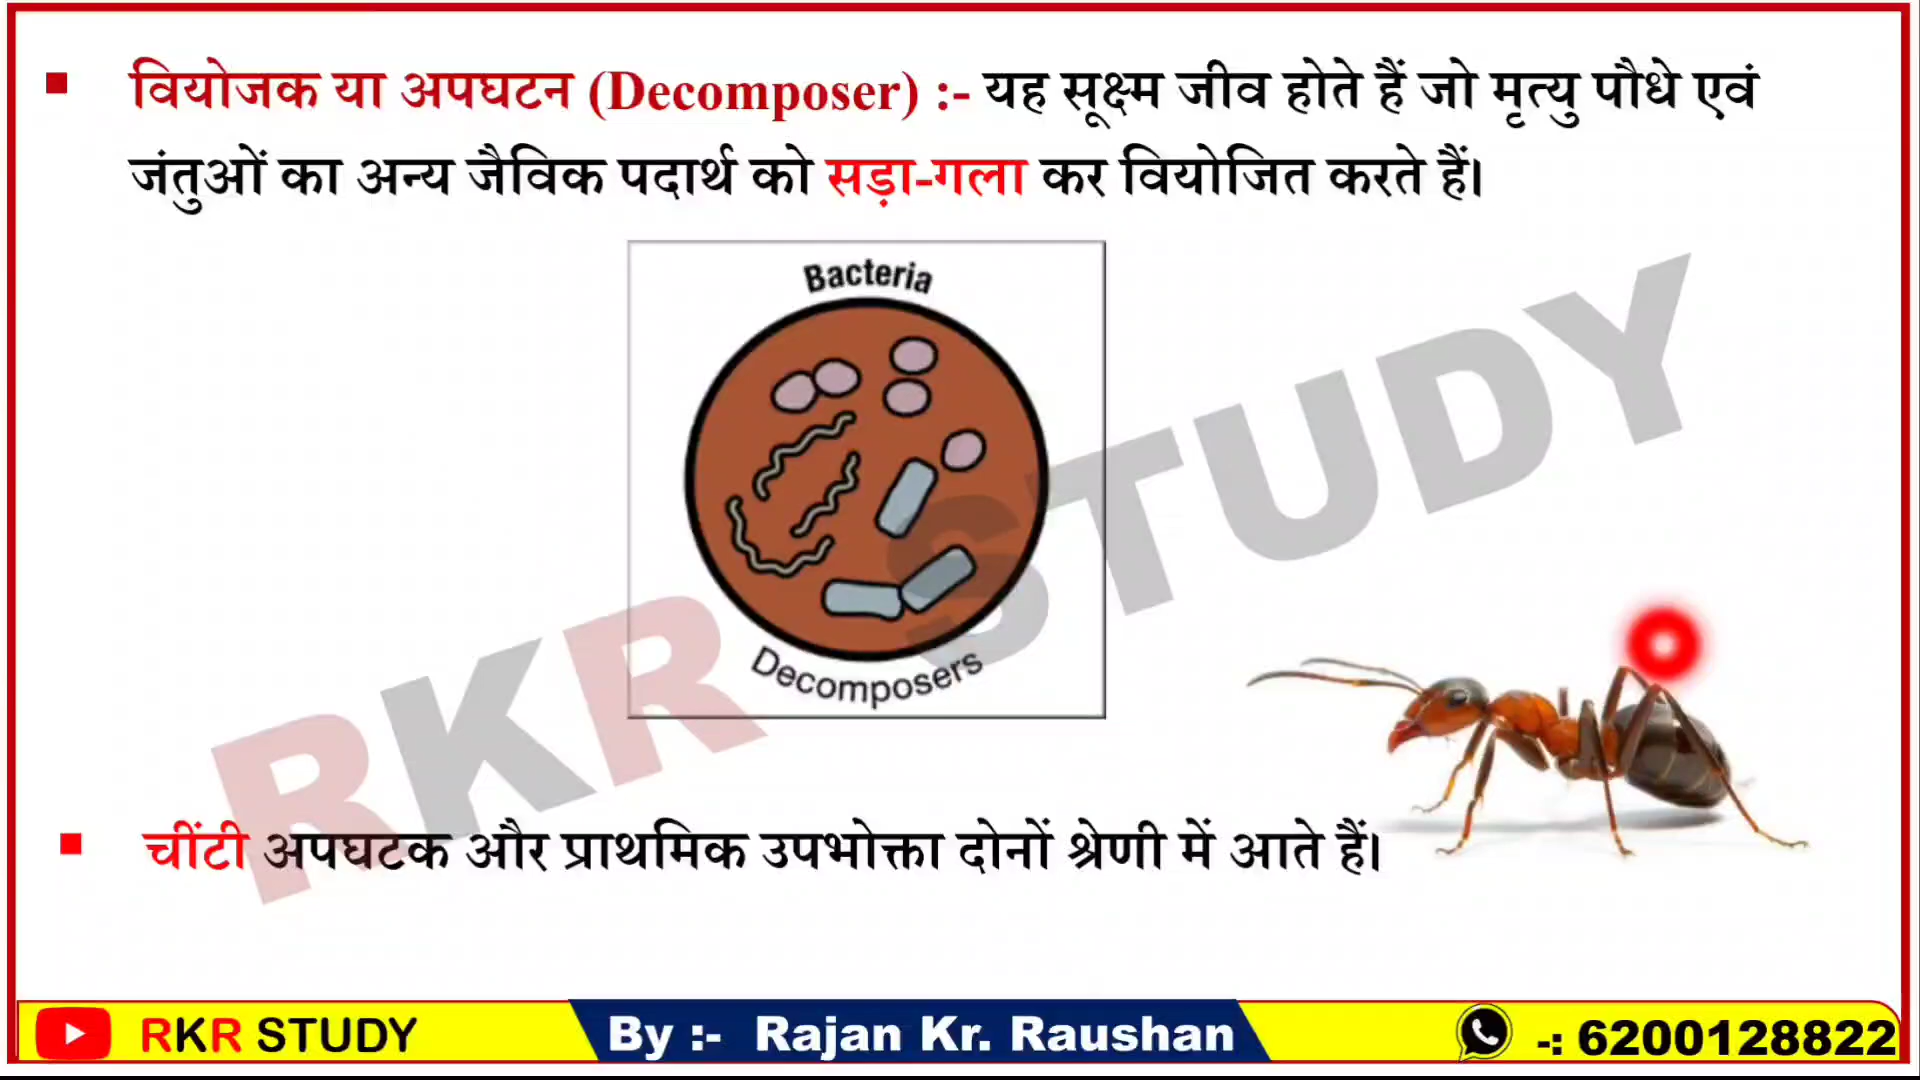 वियोजक या अपघटन (Decomposer) :- यह सूक्ष्म जीव होते हैं जो मृत्यु पौधे एवं
जंतुओं का अन्य जैविक पदार्थ को सड़ा-गला कर वियोजित करते हैं।
Bacteria
Decomposers
RKR STUDY
चींटी अपघटक और प्राथमिक उपभोक्ता दोनों श्रेणी में आते हैं।
RKR STUDY
By :- Rajan Kr. Raushan
-: 6200128822